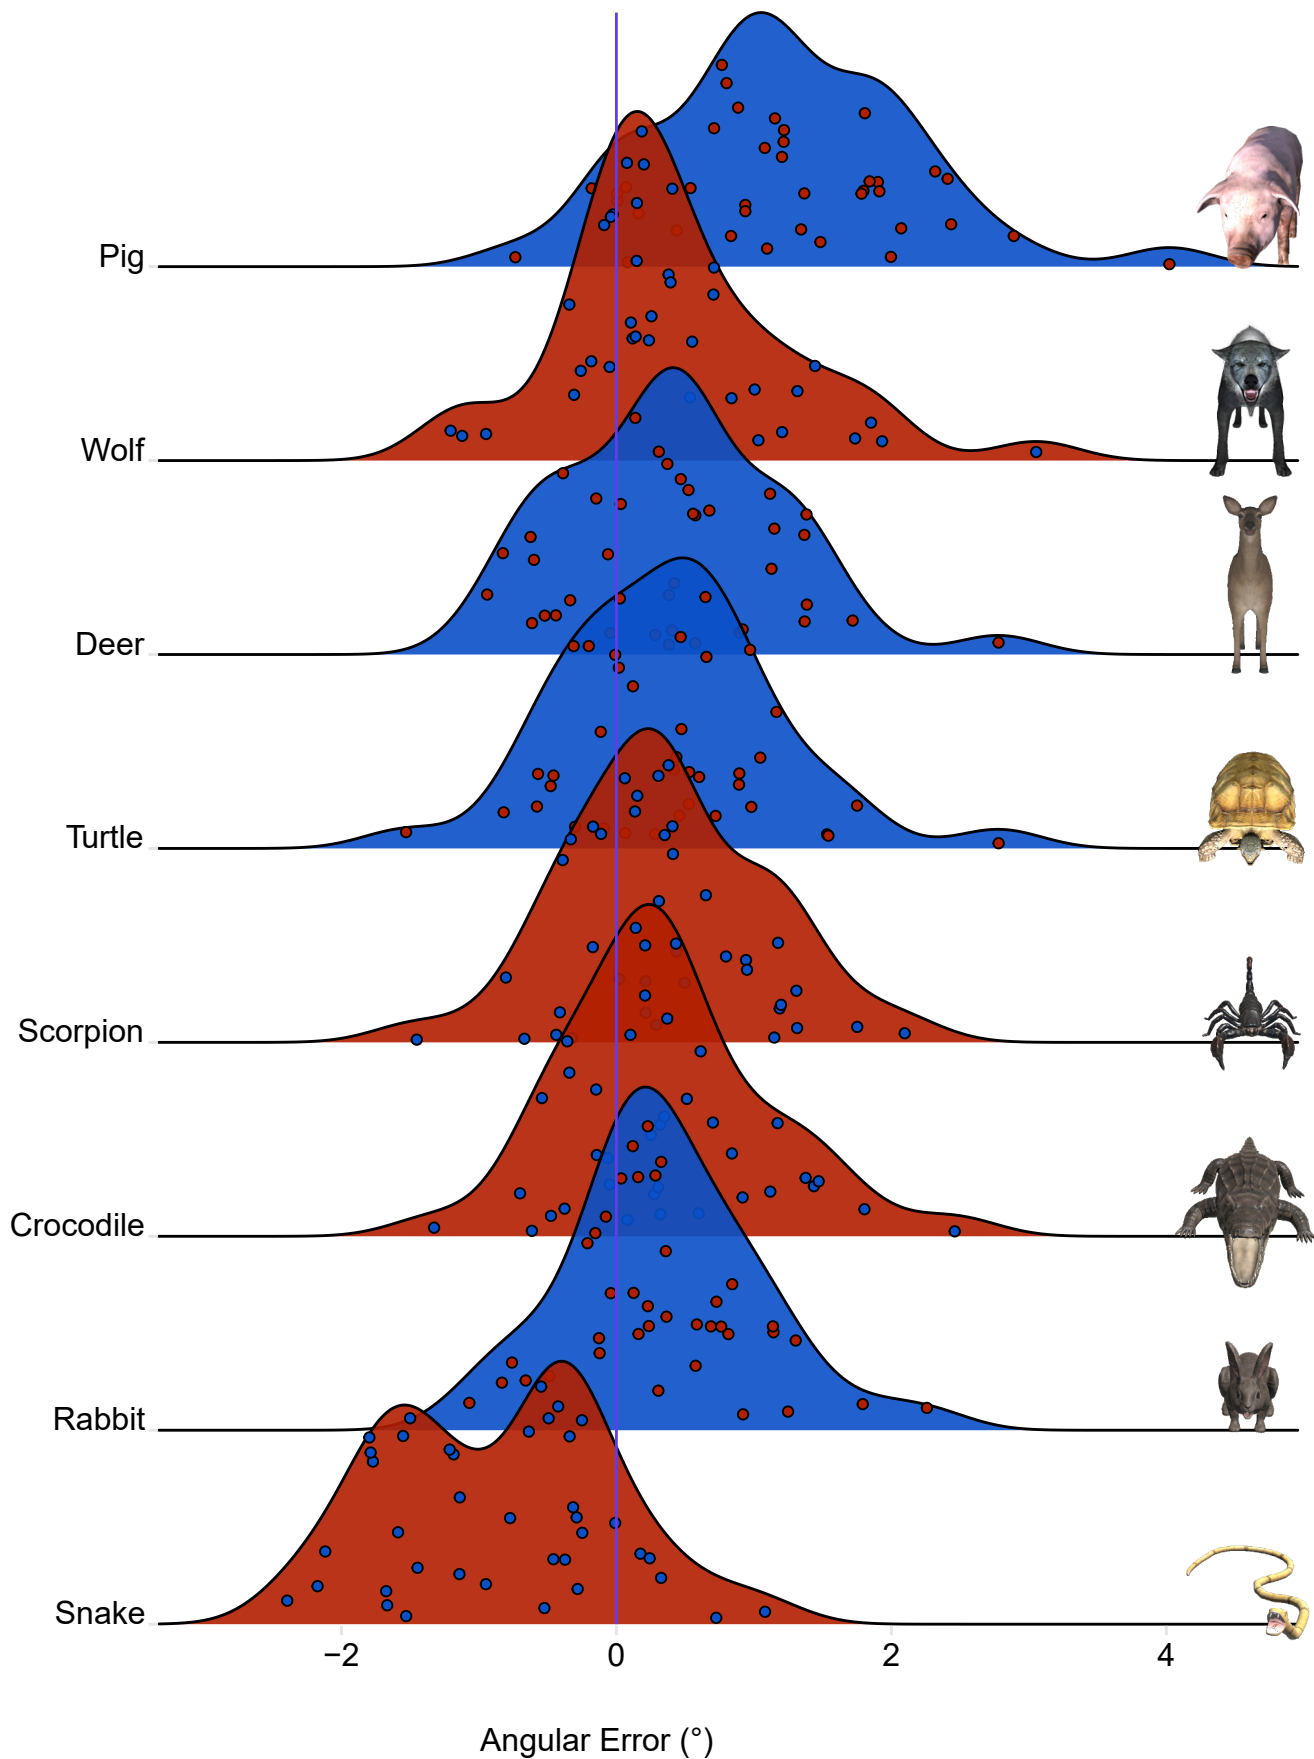 Pig
Wolf
Deer
Turtle
Scorpion
Crocodile
Rabbit
Snake
−2 0 2 4
Angular Error (°)